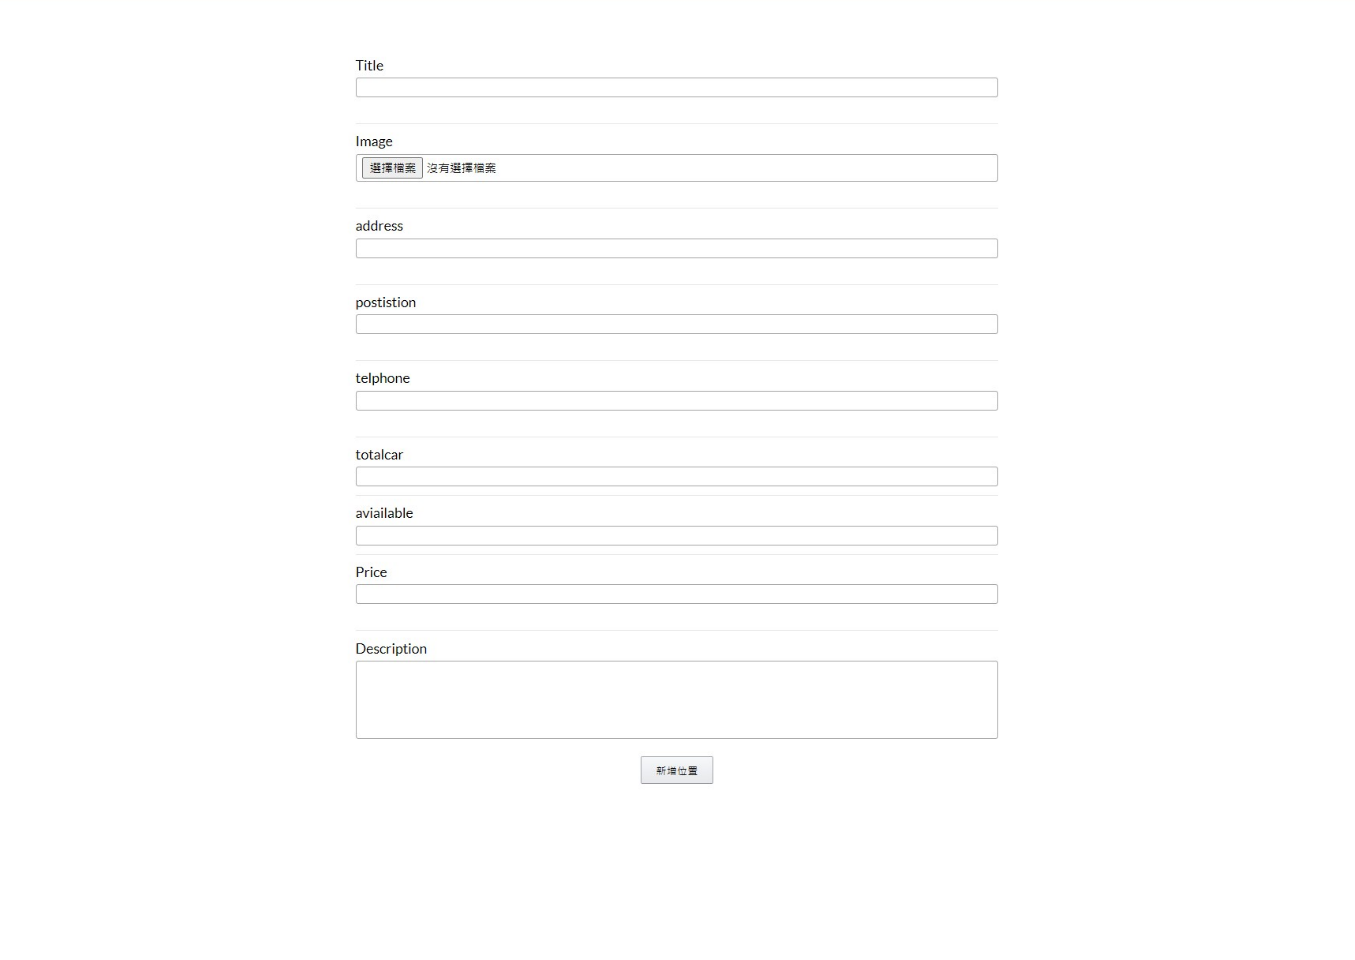 Title
Image
選擇檔案 沒有選擇檔案
address
postistion
telphone
totalcar
aviailable
Price
Description
新增位置